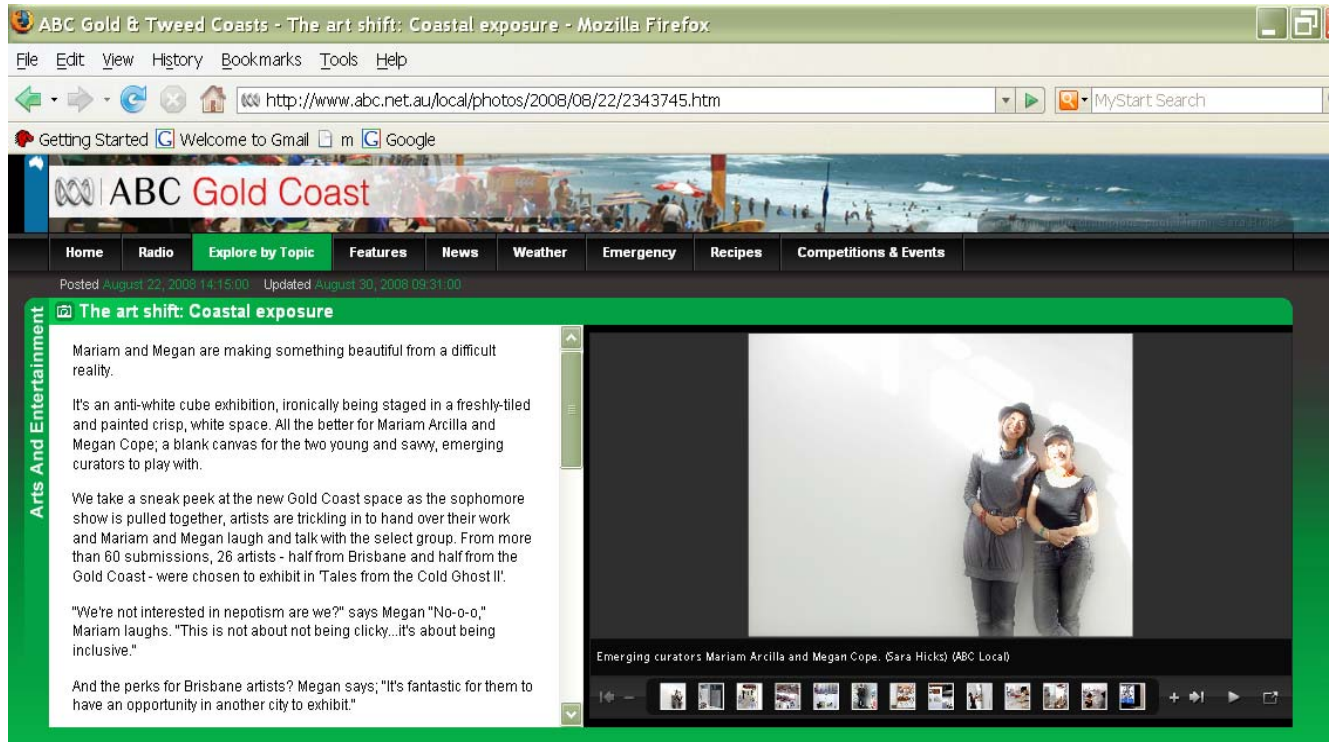 ABC Gold & Tweed Coasts - The art shift: Coastal exposure - Mozilla Firefox
File Edit View History Bookmarks Tools Help
http://www.abc.net.au/local/photos/2008/08/22/2343745.htm
MyStart Search
Getting Started Welcome to Gmail m Google
ABC Gold Coast
Home Radio Explore by Topic Features News Weather Emergency Recipes Competitions & Events
Posted August 22, 2008 14:15:00 Updated August 30, 2008 09:31:00
Arts And Entertainment
The art shift: Coastal exposure
Mariam and Megan are making something beautiful from a difficult
reality.
It's an anti-white cube exhibition, ironically being staged in a freshly-tiled
and painted crisp, white space. All the better for Mariam Arcilla and
Megan Cope; a blank canvas for the two young and savvy, emerging
curators to play with.
We take a sneak peek at the new Gold Coast space as the sophomore
show is pulled together, artists are trickling in to hand over their work
and Mariam and Megan laugh and talk with the select group. From more
than 60 submissions, 26 artists - half from Brisbane and half from the
Gold Coast - were chosen to exhibit in 'Tales from the Cold Ghost II'.
"We're not interested in nepotism are we?" says Megan "No-o-o,"
Mariam laughs. "This is not about not being clicky...it's about being
inclusive."
And the perks for Brisbane artists? Megan says; "It's fantastic for them to
have an opportunity in another city to exhibit."
Emerging curators Mariam Arcilla and Megan Cope. (Sara Hicks) (ABC Local)